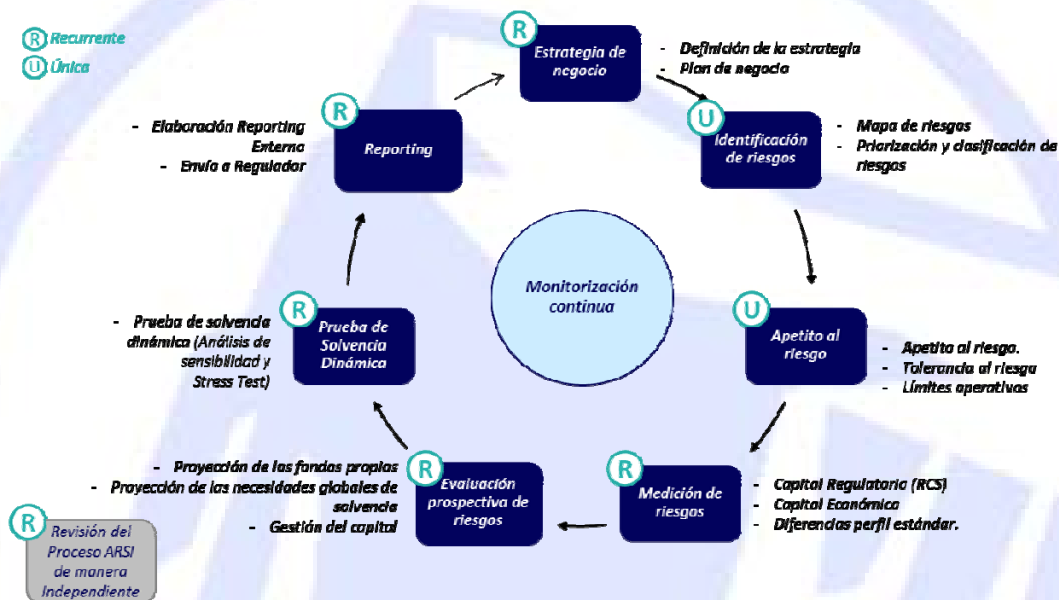 R Recurrente
U Única
R
Estrategia de
negocio
- Definición de la estrategia
- Plan de negocio
U
Identificación
de riesgos
- Mapa de riesgos
- Priorización y clasificación de
riesgos
U
Apetito al
riesgo
- Apetito al riesgo.
- Tolerancia al riesgo
- Límites operativos
R
Medición de
riesgos
- Capital Regulatorio (RCS)
- Capital Económico
- Diferencias perfil estándar.
R
Evaluación
prospectiva de
riesgos
- Proyección de los fondos propios
- Proyección de las necesidades globales de
solvencia
- Gestión del capital
R
Prueba de
Solvencia
Dinámica
- Prueba de solvencia
dinámica (Análisis de
sensibilidad y
Stress Test)
R
Reporting
- Elaboración Reporting
Externo
- Envío a Regulador
Monitorización
continua
R
Revisión del
Proceso ARSI
de manera
Independiente